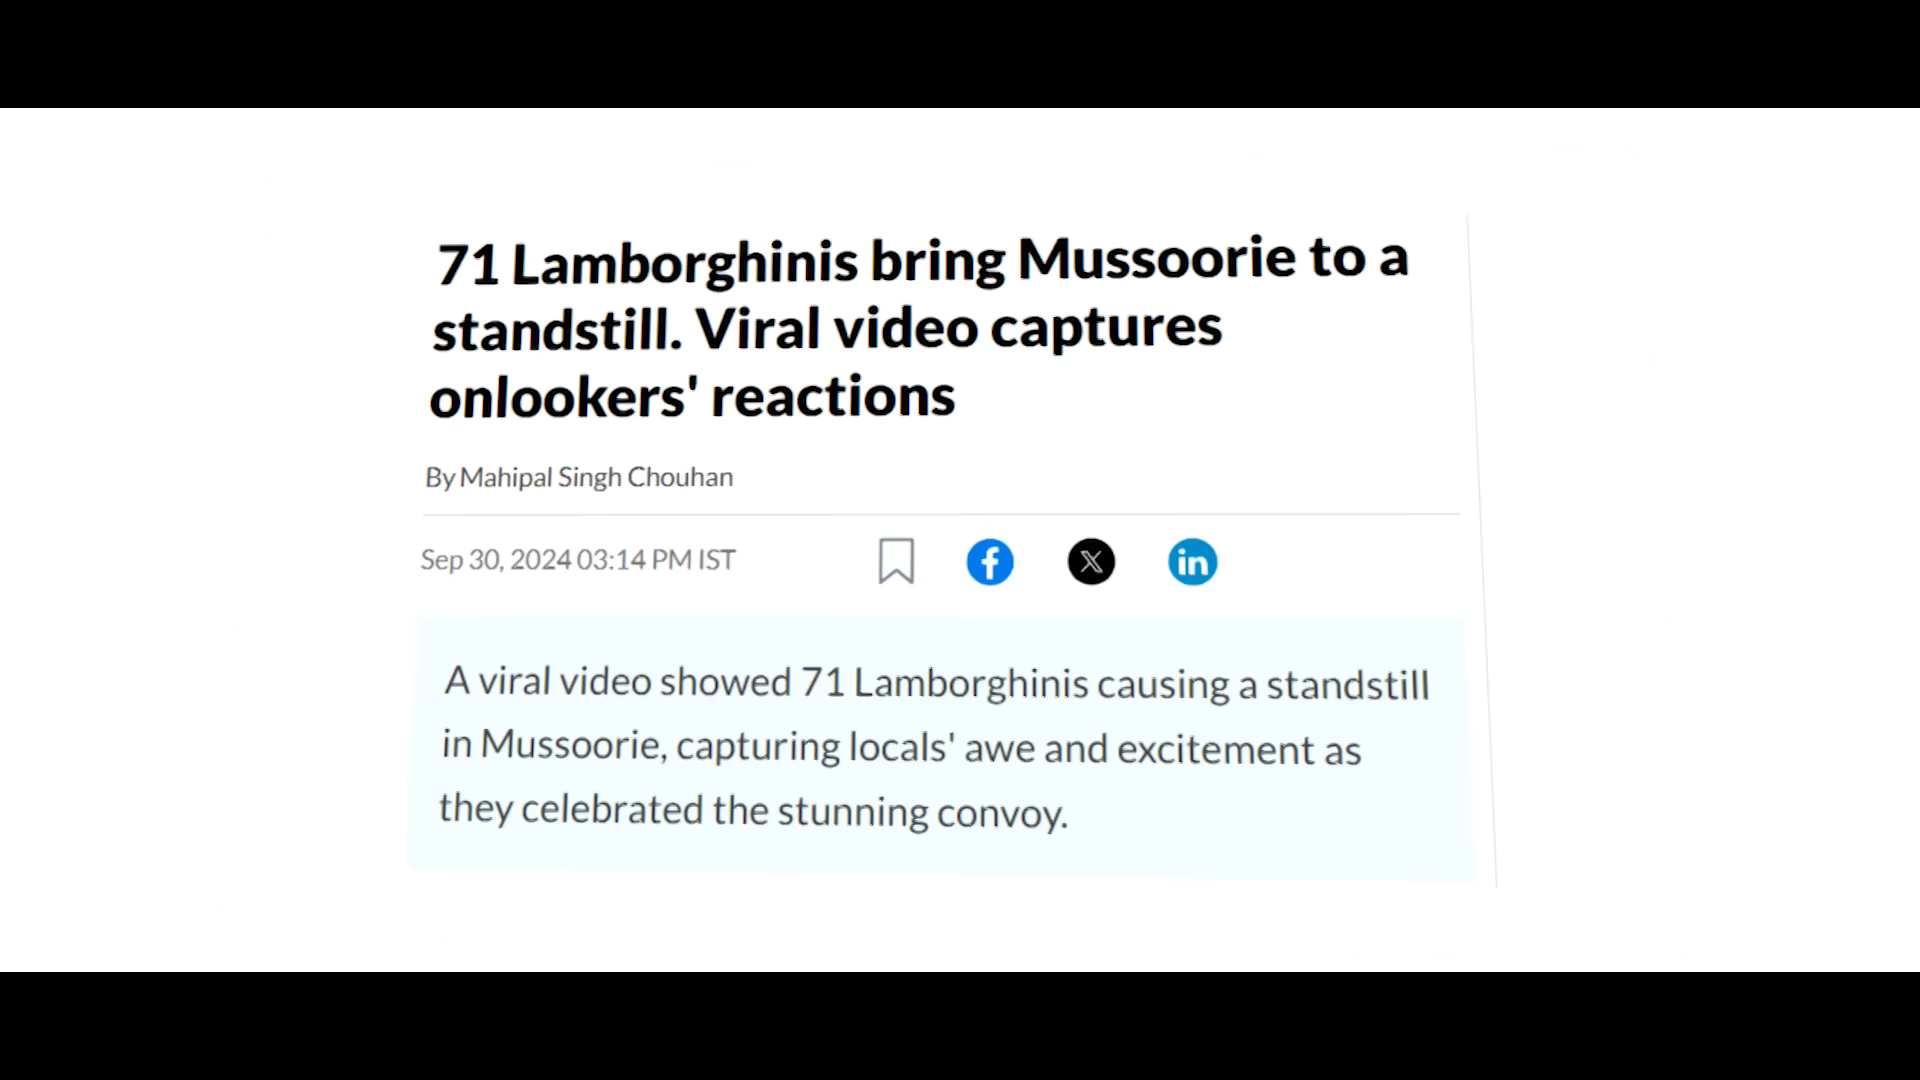 71 Lamborghinis bring Mussoorie to a
standstill. Viral video captures
onlookers' reactions
By Mahipal Singh Chouhan
Sep 30, 2024 03:14 PM IST
f X in
A viral video showed 71 Lamborghinis causing a standstill
in Mussoorie, capturing locals' awe and excitement as
they celebrated the stunning convoy.